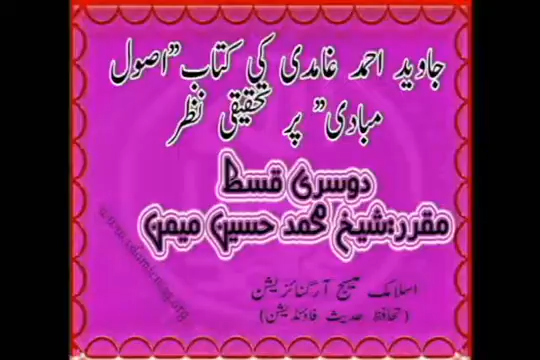 جاوید احمد غامدی کی کتاب "اصول
مبادی" پر تحقیقی نظر
دوسری قسط
مقرر:شیخ محمد حسین میمن
اسلامک میسج آرگنائزیشن
(تحافظ حدیث فاؤنڈیشن)